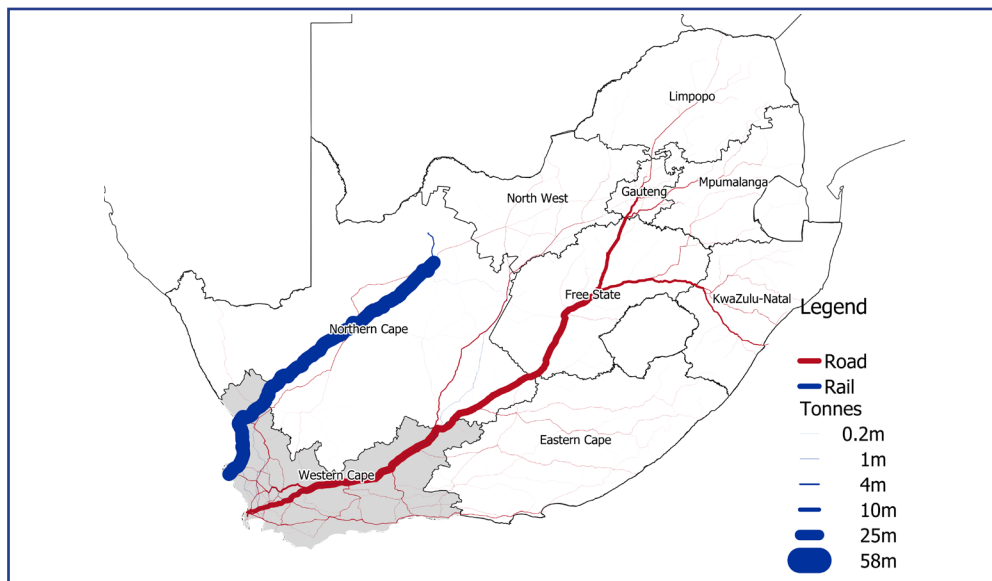 Limpopo
Mpumalanga
Gauteng
North West
Free State
KwaZulu-Natal
Northern Cape
Eastern Cape
Western Cape
Legend
Road
Rail
Tonnes
0.2m
1m
4m
10m
25m
58m